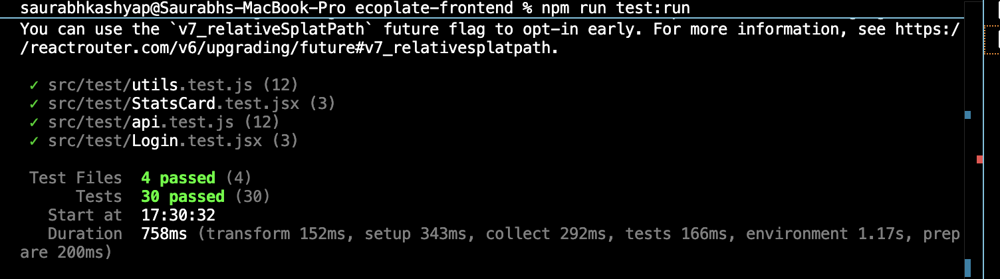 saurabhkashyap@Saurabhs-MacBook-Pro ecoplate-frontend % npm run test:run
You can use the `v7_relativeSplatPath` future flag to opt-in early. For more information, see https:/
/reactrouter.com/v6/upgrading/future#v7_relativesplatpath.
✓ src/test/utils.test.js (12)
✓ src/test/StatsCard.test.jsx (3)
✓ src/test/api.test.js (12)
✓ src/test/Login.test.jsx (3)
Test Files  4 passed (4)
Tests  30 passed (30)
Start at  17:30:32
Duration  758ms (transform 152ms, setup 343ms, collect 292ms, tests 166ms, environment 1.17s, prep
are 200ms)